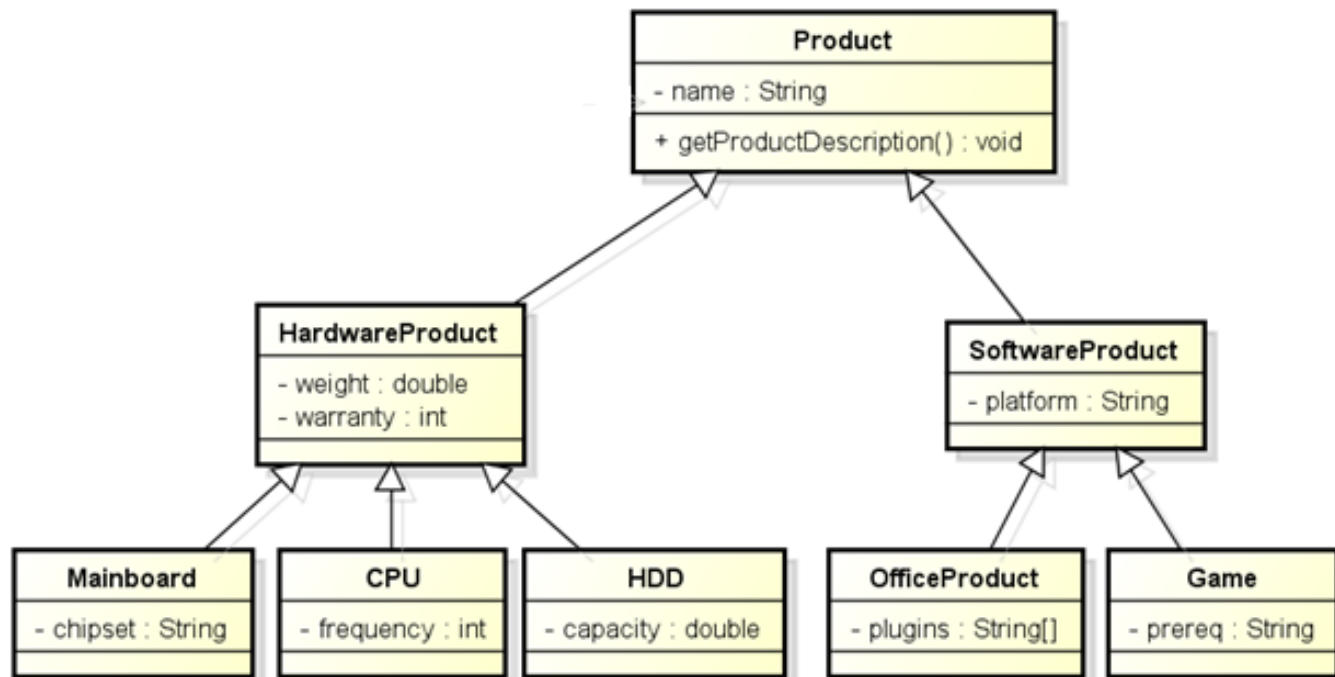 Product
- name : String
+ getProductDescription() : void
HardwareProduct
- weight : double
- warranty : int
SoftwareProduct
- platform : String
Mainboard
- chipset : String
CPU
- frequency : int
HDD
- capacity : double
OfficeProduct
- plugins : String[]
Game
- prereq : String